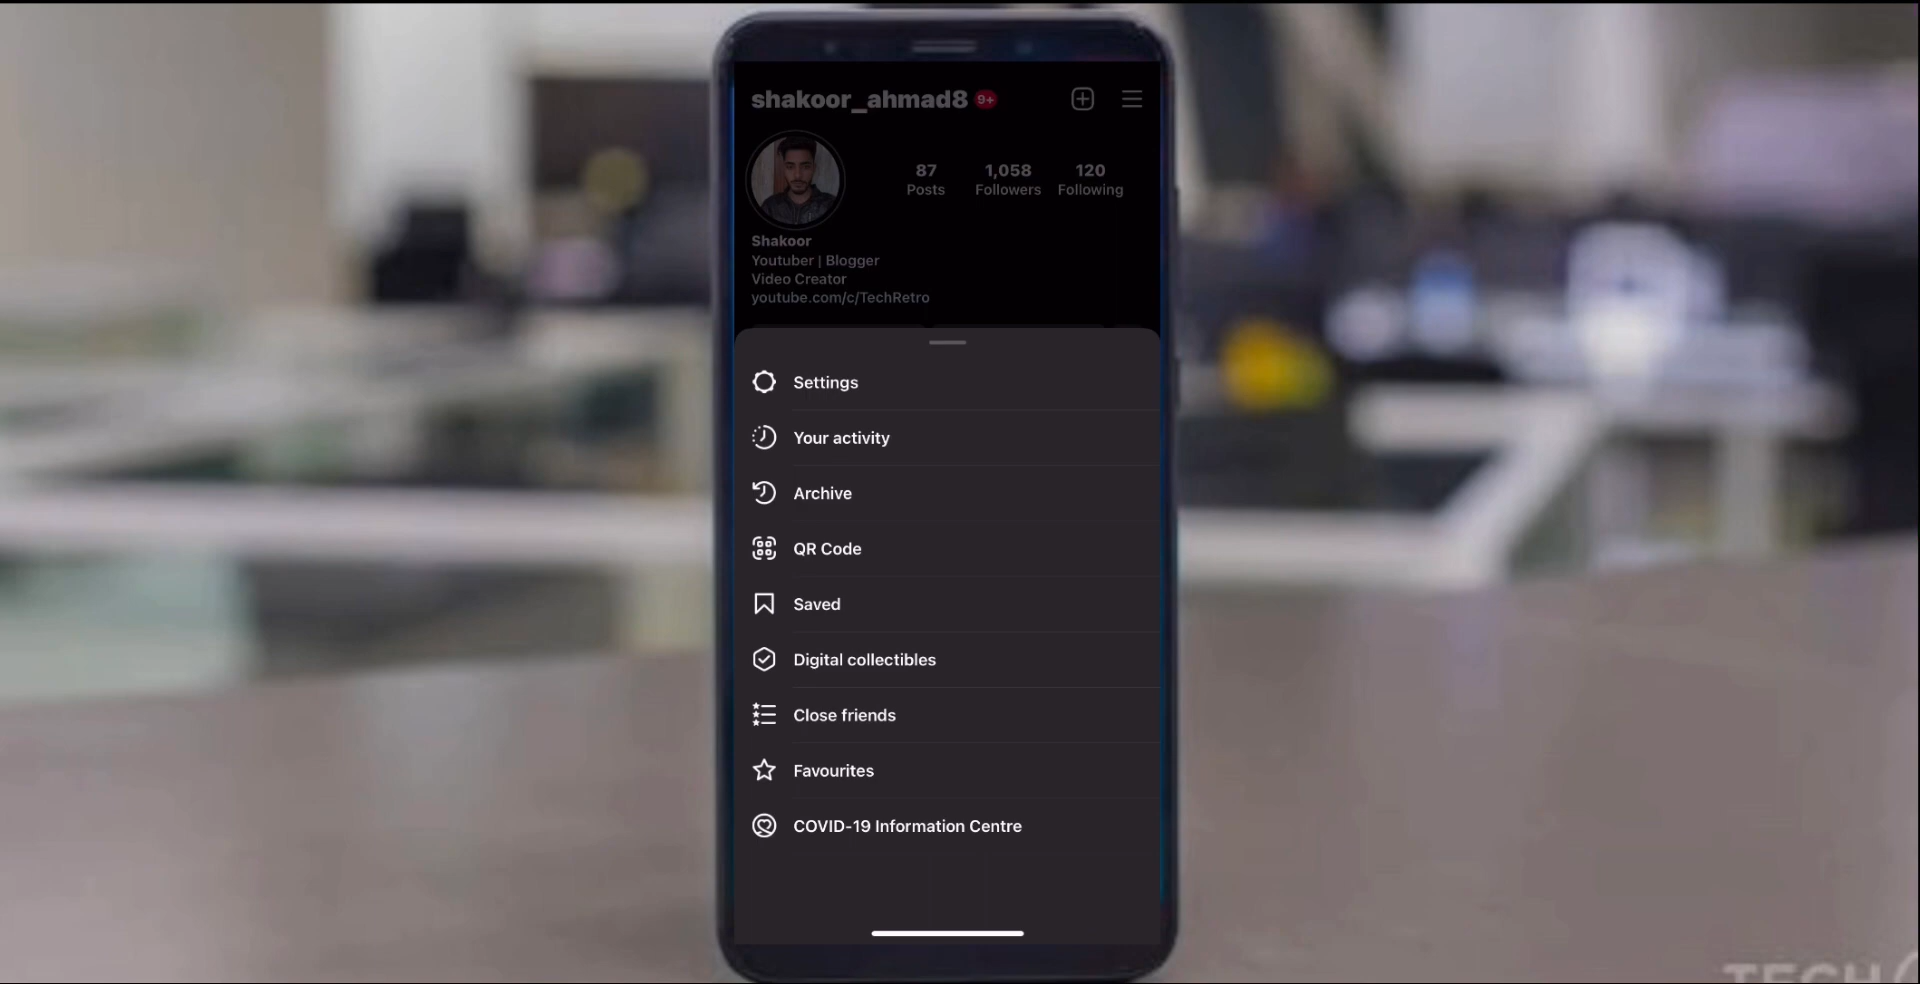 shakoor_ahmad8 9+
87 1,058 120
Posts Followers Following
Shakoor
Youtuber | Blogger
Video Creator
youtube.com/c/TechRetro
Settings
Your activity
Archive
QR Code
Saved
Digital collectibles
Close friends
Favourites
COVID-19 Information Centre
TECH